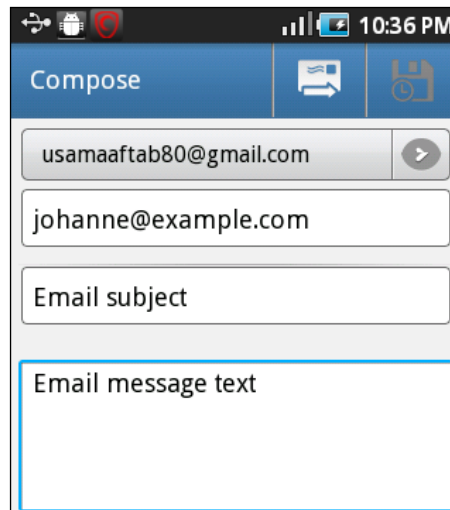 10:36 PM
Compose
usamaaftab80@gmail.com
johanne@example.com
Email subject
Email message text